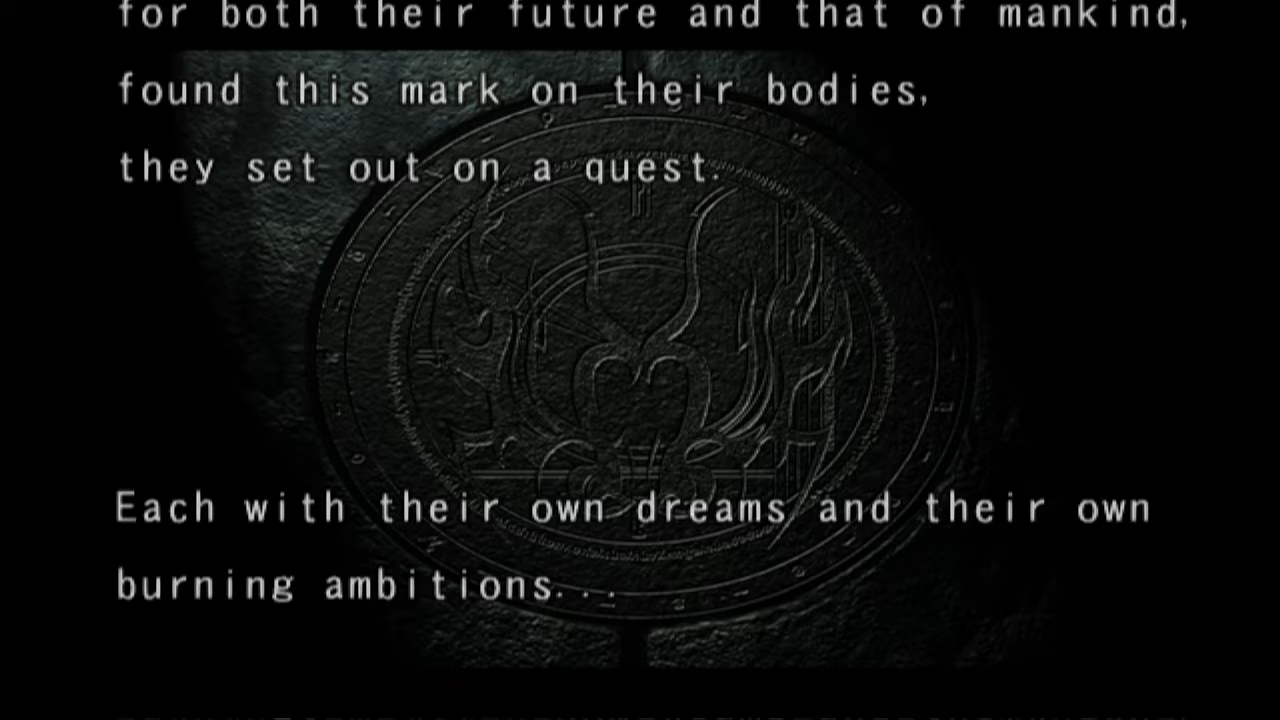 for both their future and that of mankind,
found this mark on their bodies,
they set out on a quest.
Each with their own dreams and their own
burning ambitions...